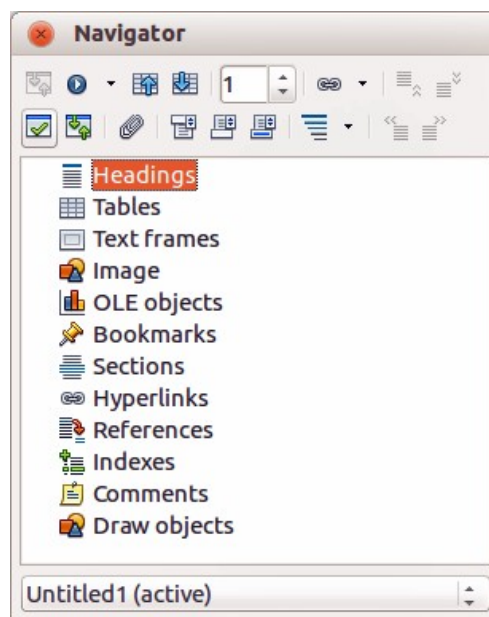 Navigator
1
Headings
Tables
Text frames
Image
OLE objects
Bookmarks
Sections
Hyperlinks
References
Indexes
Comments
Draw objects
Untitled1 (active)